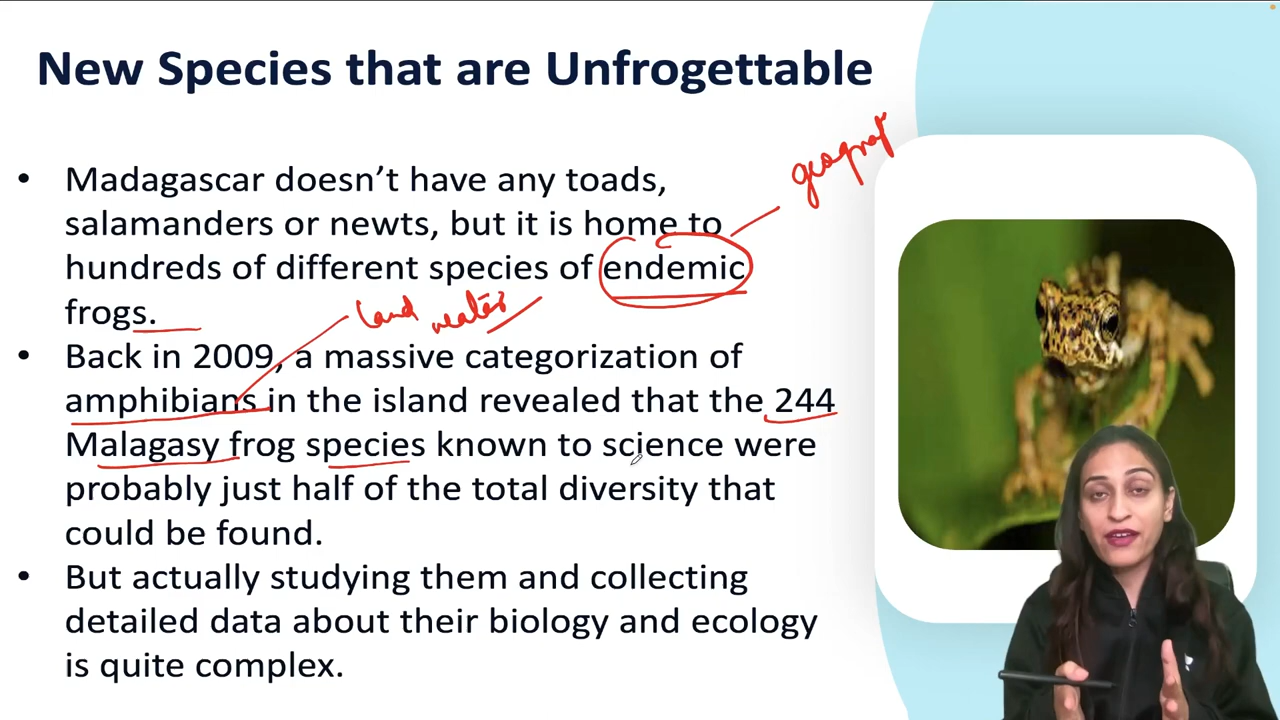 New Species that are Unfrogettable
geograp
• Madagascar doesn’t have any toads,
salamanders or newts, but it is home to
hundreds of different species of endemic
frogs.
land water
• Back in 2009, a massive categorization of
amphibians in the island revealed that the 244
Malagasy frog species known to science were
probably just half of the total diversity that
could be found.
• But actually studying them and collecting
detailed data about their biology and ecology
is quite complex.